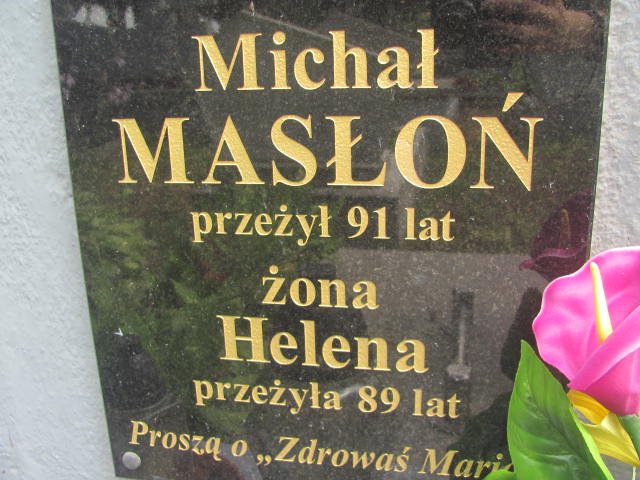 Michał
MASŁOŃ
przeżył 91 lat
żona
Helena
przeżyła 89 lat
Proszą o „Zdrowaś